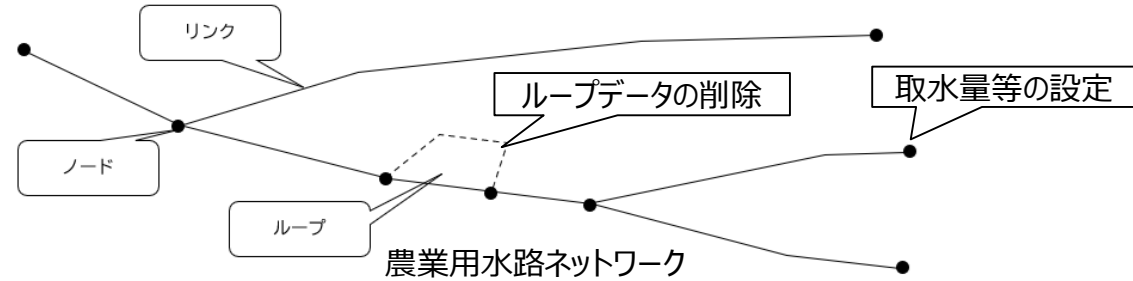 リンク
ループデータの削除
取水量等の設定
ノード
ループ
農業用水路ネットワーク